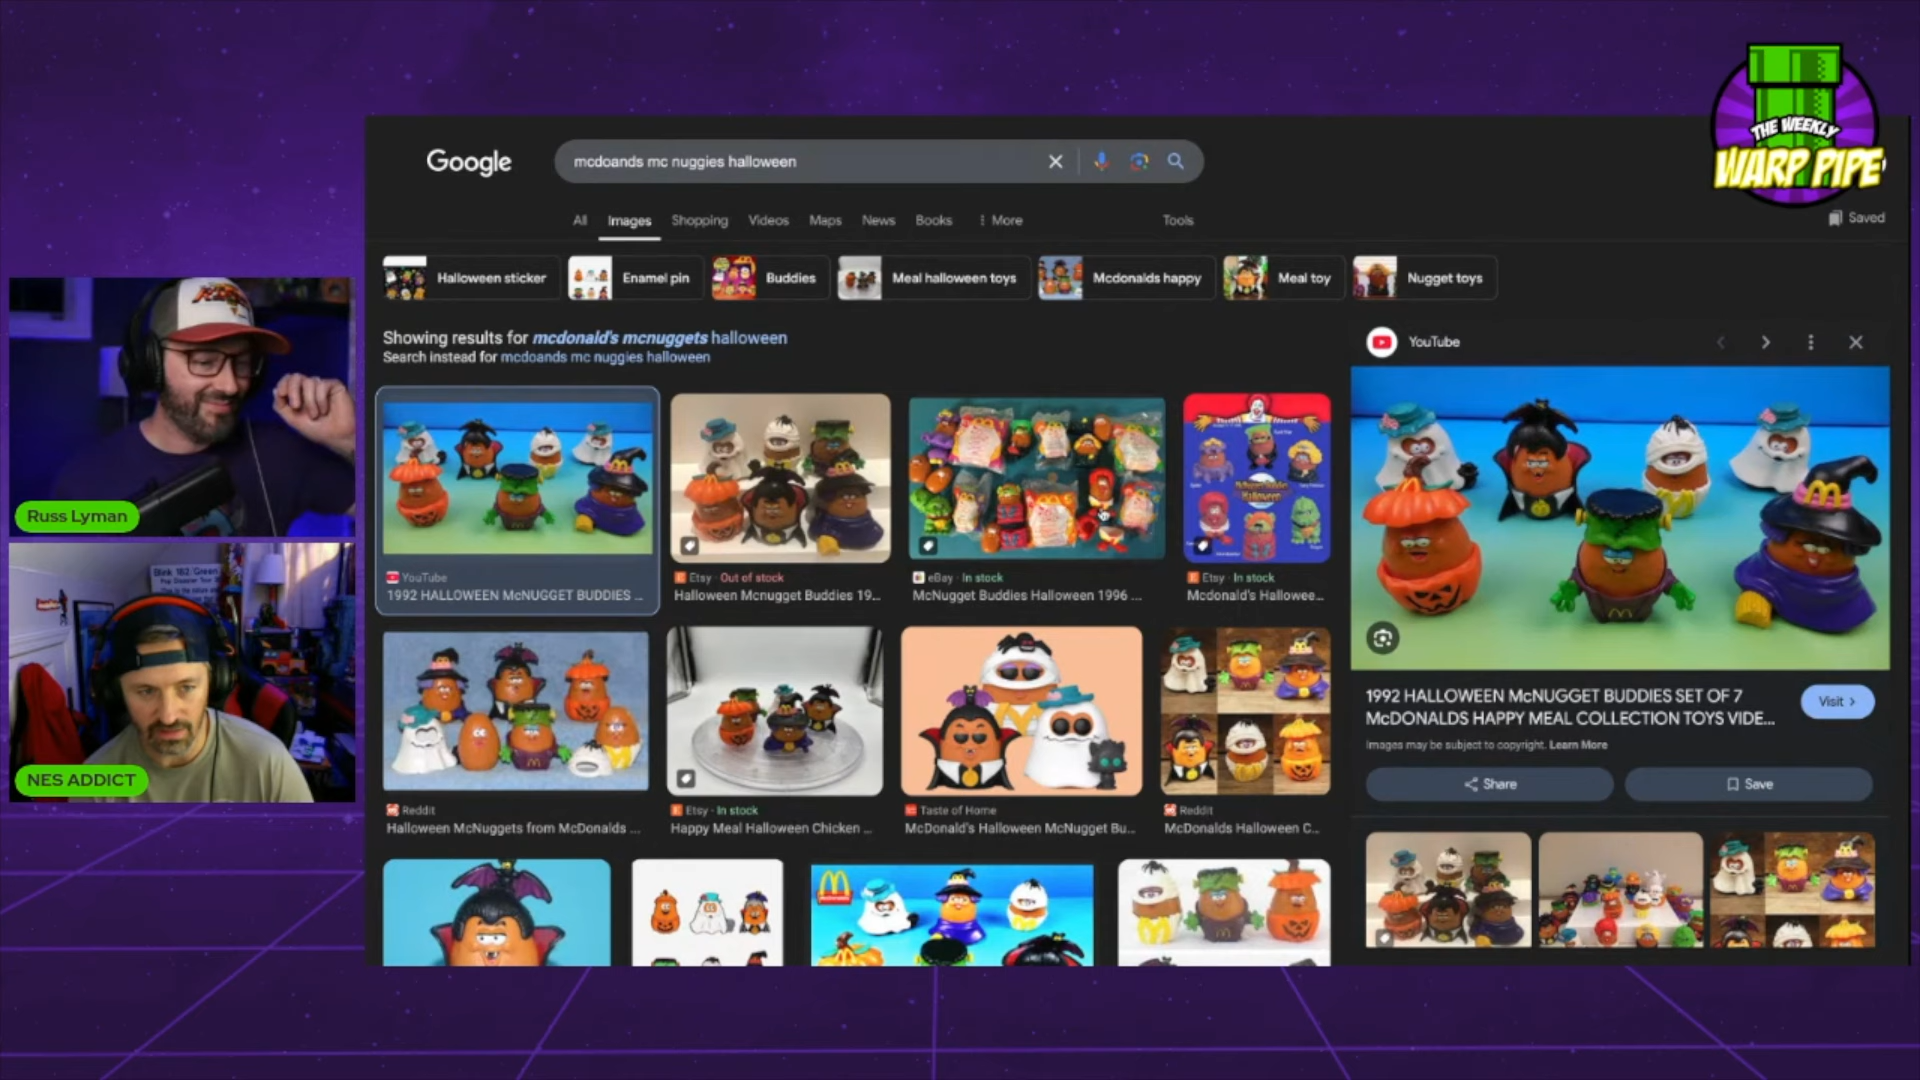 THE WEEKLY
WARP PIPE
Google
mcdoands mc nuggies halloween
All
Images
Shopping
Videos
Maps
News
Books
More
Tools
Saved
Halloween sticker
Enamel pin
Buddies
Meal halloween toys
Mcdonalds happy
Meal toy
Nugget toys
Showing results for mcdonald's mcnuggets halloween
Search instead for mcdoands mc nuggies halloween
YouTube
1992 HALLOWEEN McNUGGET BUDDIES ...
Etsy · Out of stock
Halloween Mcnugget Buddies 19...
eBay · In stock
McNugget Buddies Halloween 1996 ...
Etsy · In stock
Mcdonald's Hallowee...
Reddit
Halloween McNuggets from McDonalds ...
Etsy · In stock
Happy Meal Halloween Chicken ...
Taste of Home
McDonald's Halloween McNugget Bu...
Reddit
McDonalds Halloween C...
YouTube
1992 HALLOWEEN McNUGGET BUDDIES SET OF 7
McDONALDS HAPPY MEAL COLLECTION TOYS VIDE...
Visit >
Images may be subject to copyright. Learn More
Share
Save
Russ Lyman
Blink 182/Green
NES ADDICT